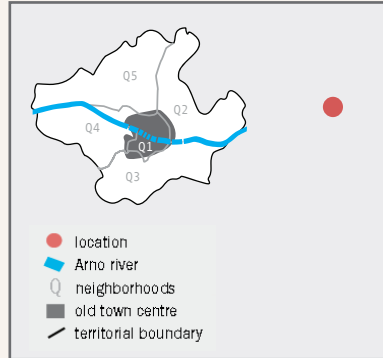 Q5
Q2
Q4
Q1
Q3
location
Arno river
Q neighborhoods
old town centre
territorial boundary